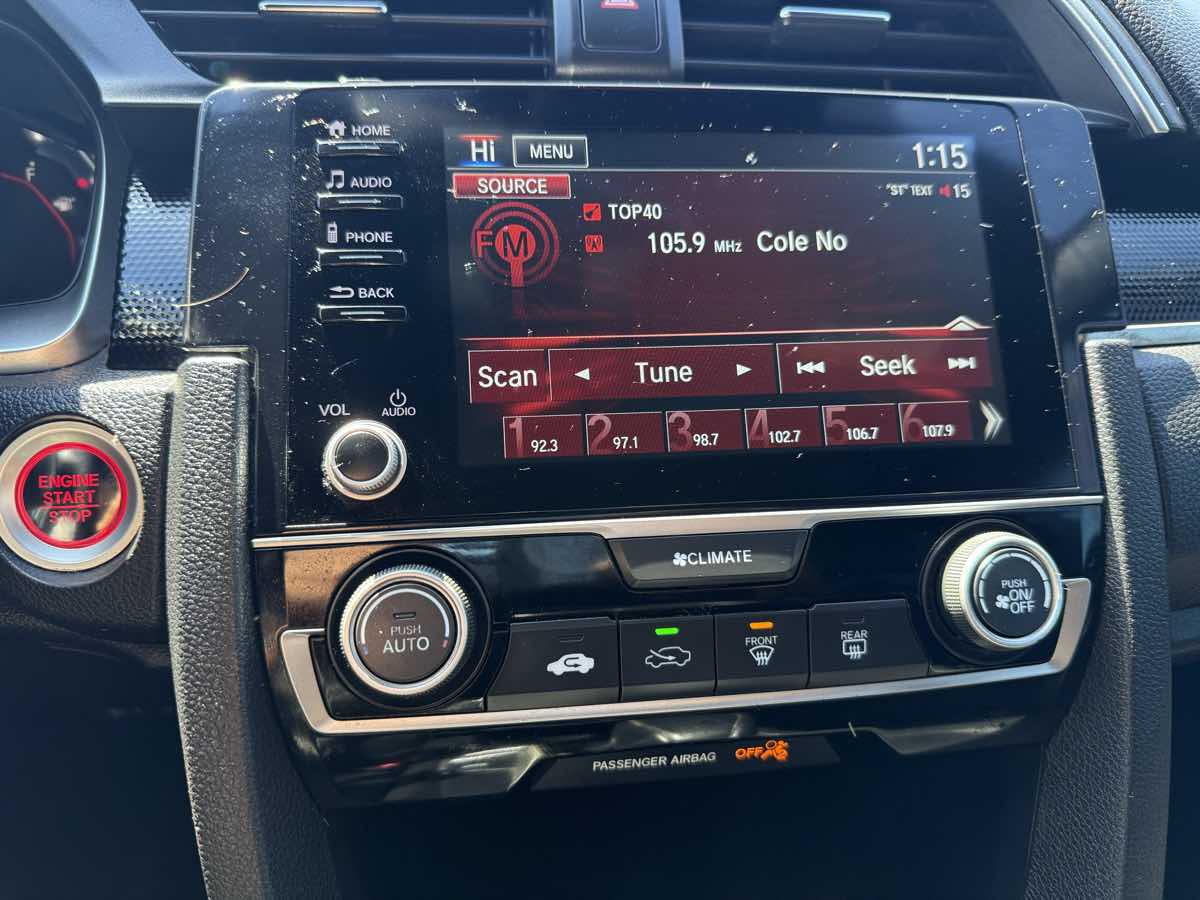 HOME
AUDIO
PHONE
BACK
VOL
AUDIO
Hi MENU 1:15
SOURCE "ST" TEXT 15
TOP40
FM 105.9 MHz Cole No
Scan Tune Seek
1 92.3 2 97.1 3 98.7 4 102.7 5 106.7 6 107.9
F
ENGINE
START
STOP
CLIMATE
PUSH
AUTO
FRONT
REAR
PUSH
ON/
OFF
PASSENGER AIRBAG OFF